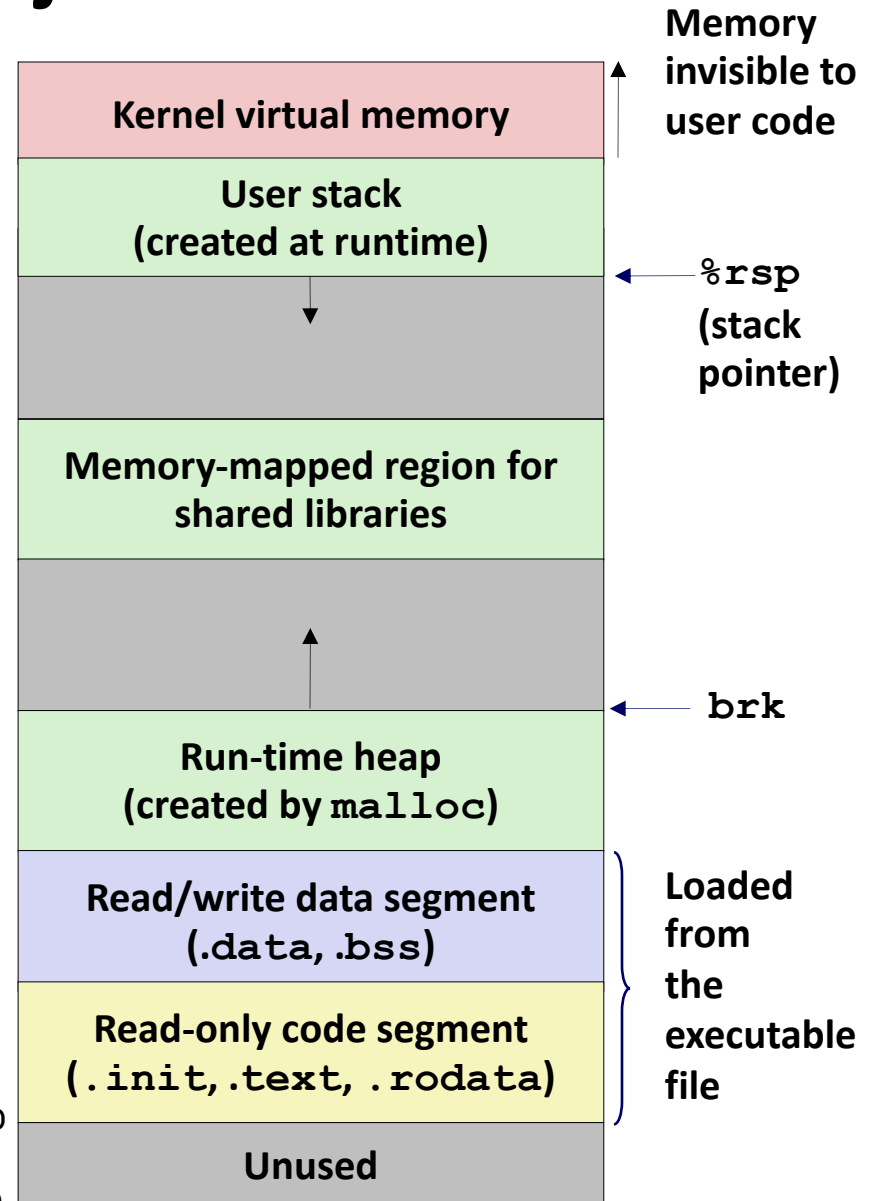 Memory
invisible to
user code
Kernel virtual memory
User stack
(created at runtime)
%rsp
(stack
pointer)
Memory-mapped region for
shared libraries
brk
Run-time heap
(created by malloc)
Read/write data segment
(.data, .bss)
Loaded
from
the
executable
file
Read-only code segment
(.init, .text, .rodata)
Unused